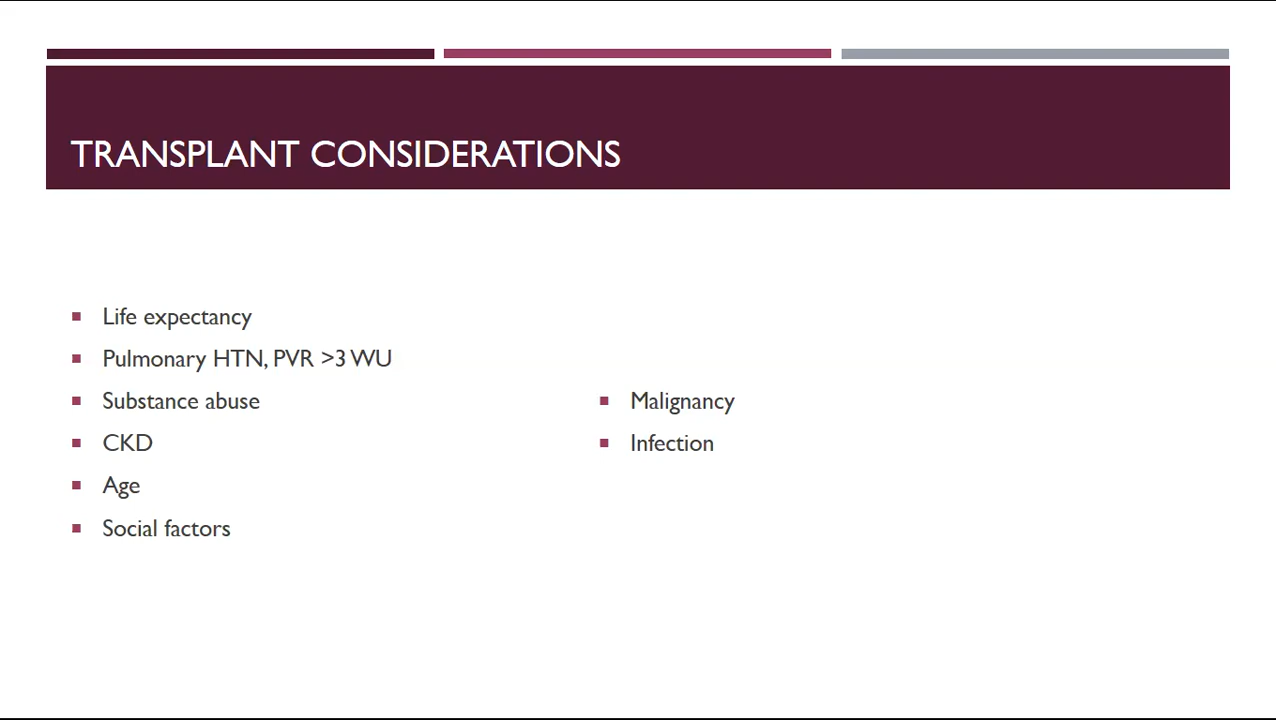 TRANSPLANT CONSIDERATIONS
Life expectancy
Pulmonary HTN, PVR >3 WU
Substance abuse
CKD
Age
Social factors
Malignancy
Infection